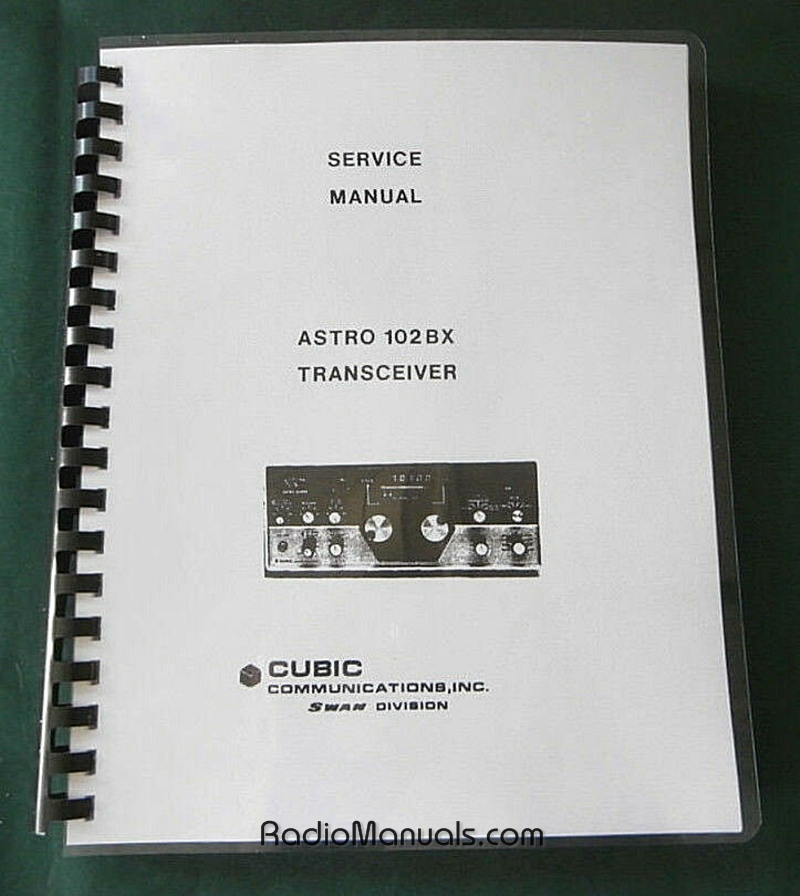 SERVICE
MANUAL
ASTRO 102BX
TRANSCEIVER
CUBIC
COMMUNICATIONS, INC.
SWAN DIVISION
RadioManuals.com